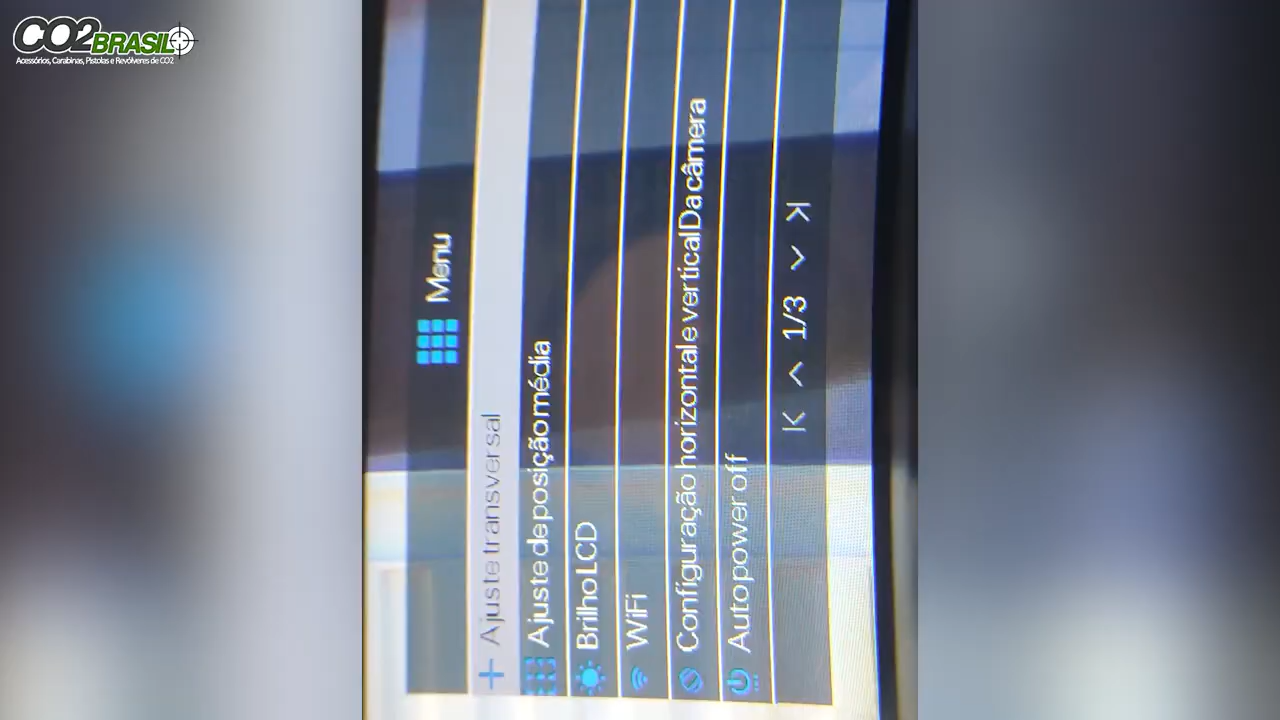 CO2BRASIL
Acessórios, Carabinas, Pistolas e Revólveres de CO2
Menu
Ajuste transversal
Ajuste de posição média
Brilho LCD
WiFi
Configuração horizontal e vertical Da câmera
Auto power off
1/3